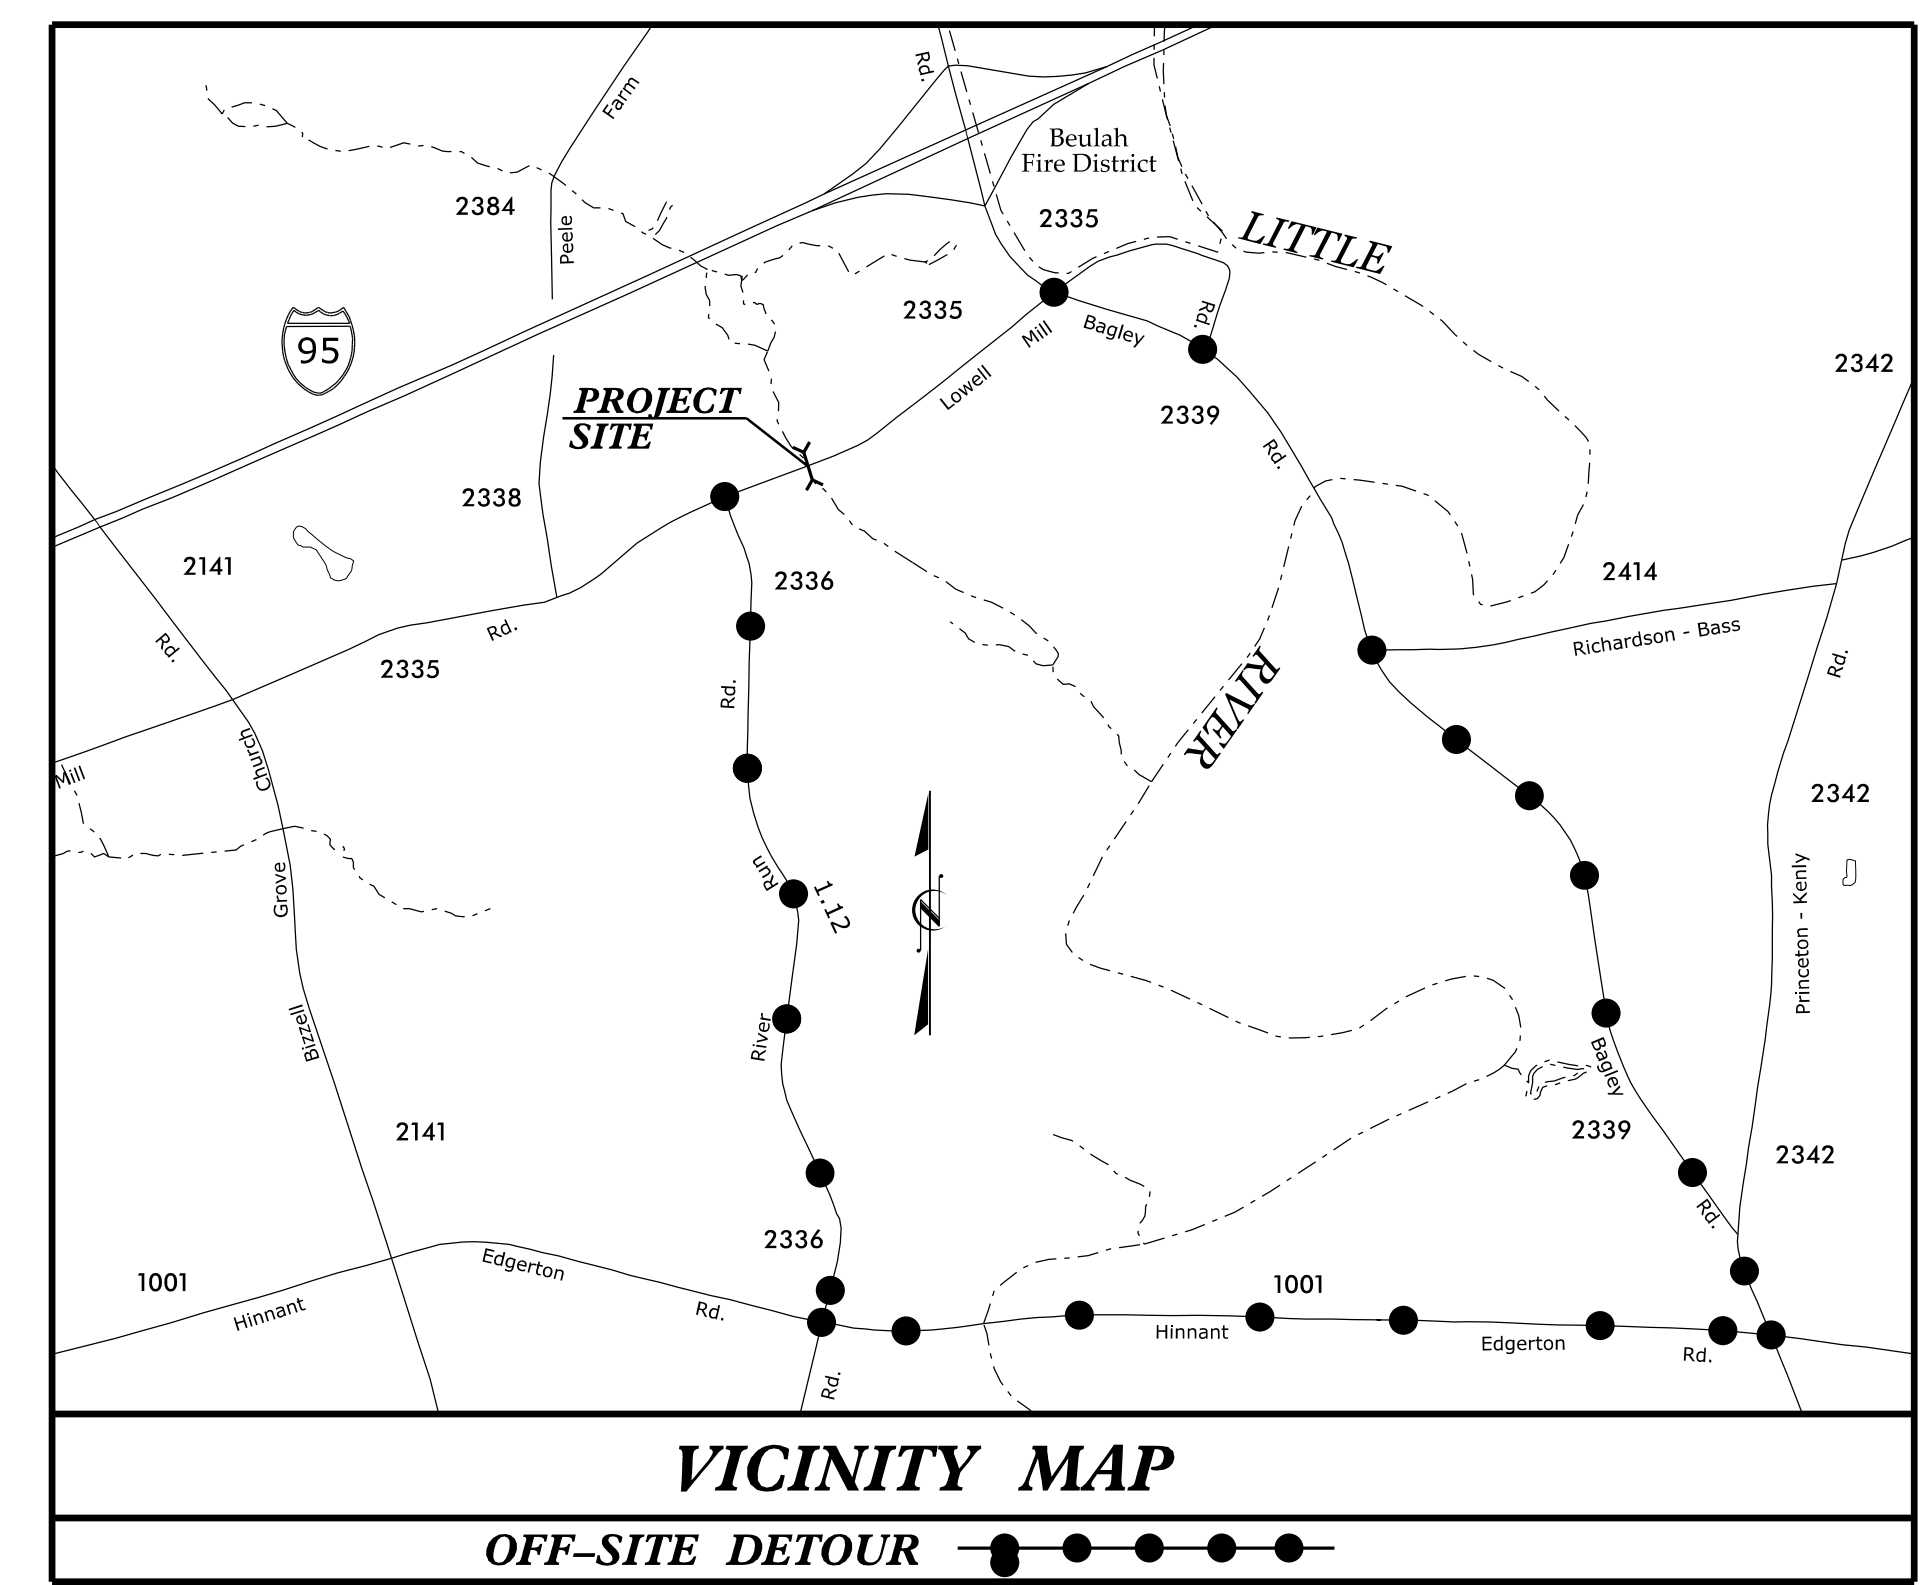 Rd.
Farm
Beulah
Fire District
2384
2335
Peele
LITTLE
2335
Rd.
Bagley
Mill
95
2342
Lowell
PROJECT
SITE
2339
Rd.
2338
2141
2336
2414
Rd.
Rd.
Richardson - Bass
2335
Rd.
Rd.
RIVER
Church
Mill
2342
Run
1.12
Grove
Princeton - Kenly
N
River
Bizzell
Bagley
2141
2339
2342
Rd.
2336
Edgerton
1001
1001
Hinnant
Rd.
Hinnant
Edgerton
Rd.
Rd.
VICINITY MAP
OFF-SITE DETOUR